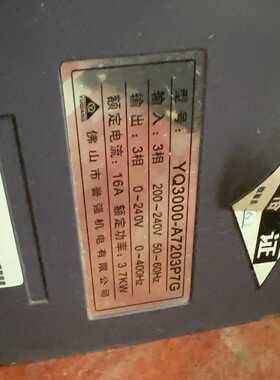 型号: YQ3000-A7203P7G
输入: 3相 200~240V 50~60Hz
输出: 3相 0~240V 0~400Hz
额定电流: 16A 额定功率: 3.7KW
佛山市誉强机电有限公司
证